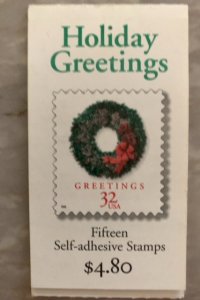 Holiday
Greetings
GREETINGS
32
USA
Fifteen
Self-adhesive Stamps
$4.80